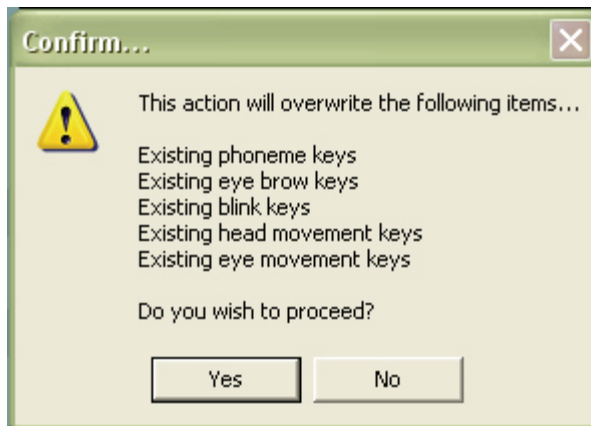 Confirm...
This action will overwrite the following items...
Existing phoneme keys
Existing eye brow keys
Existing blink keys
Existing head movement keys
Existing eye movement keys
Do you wish to proceed?
Yes
No